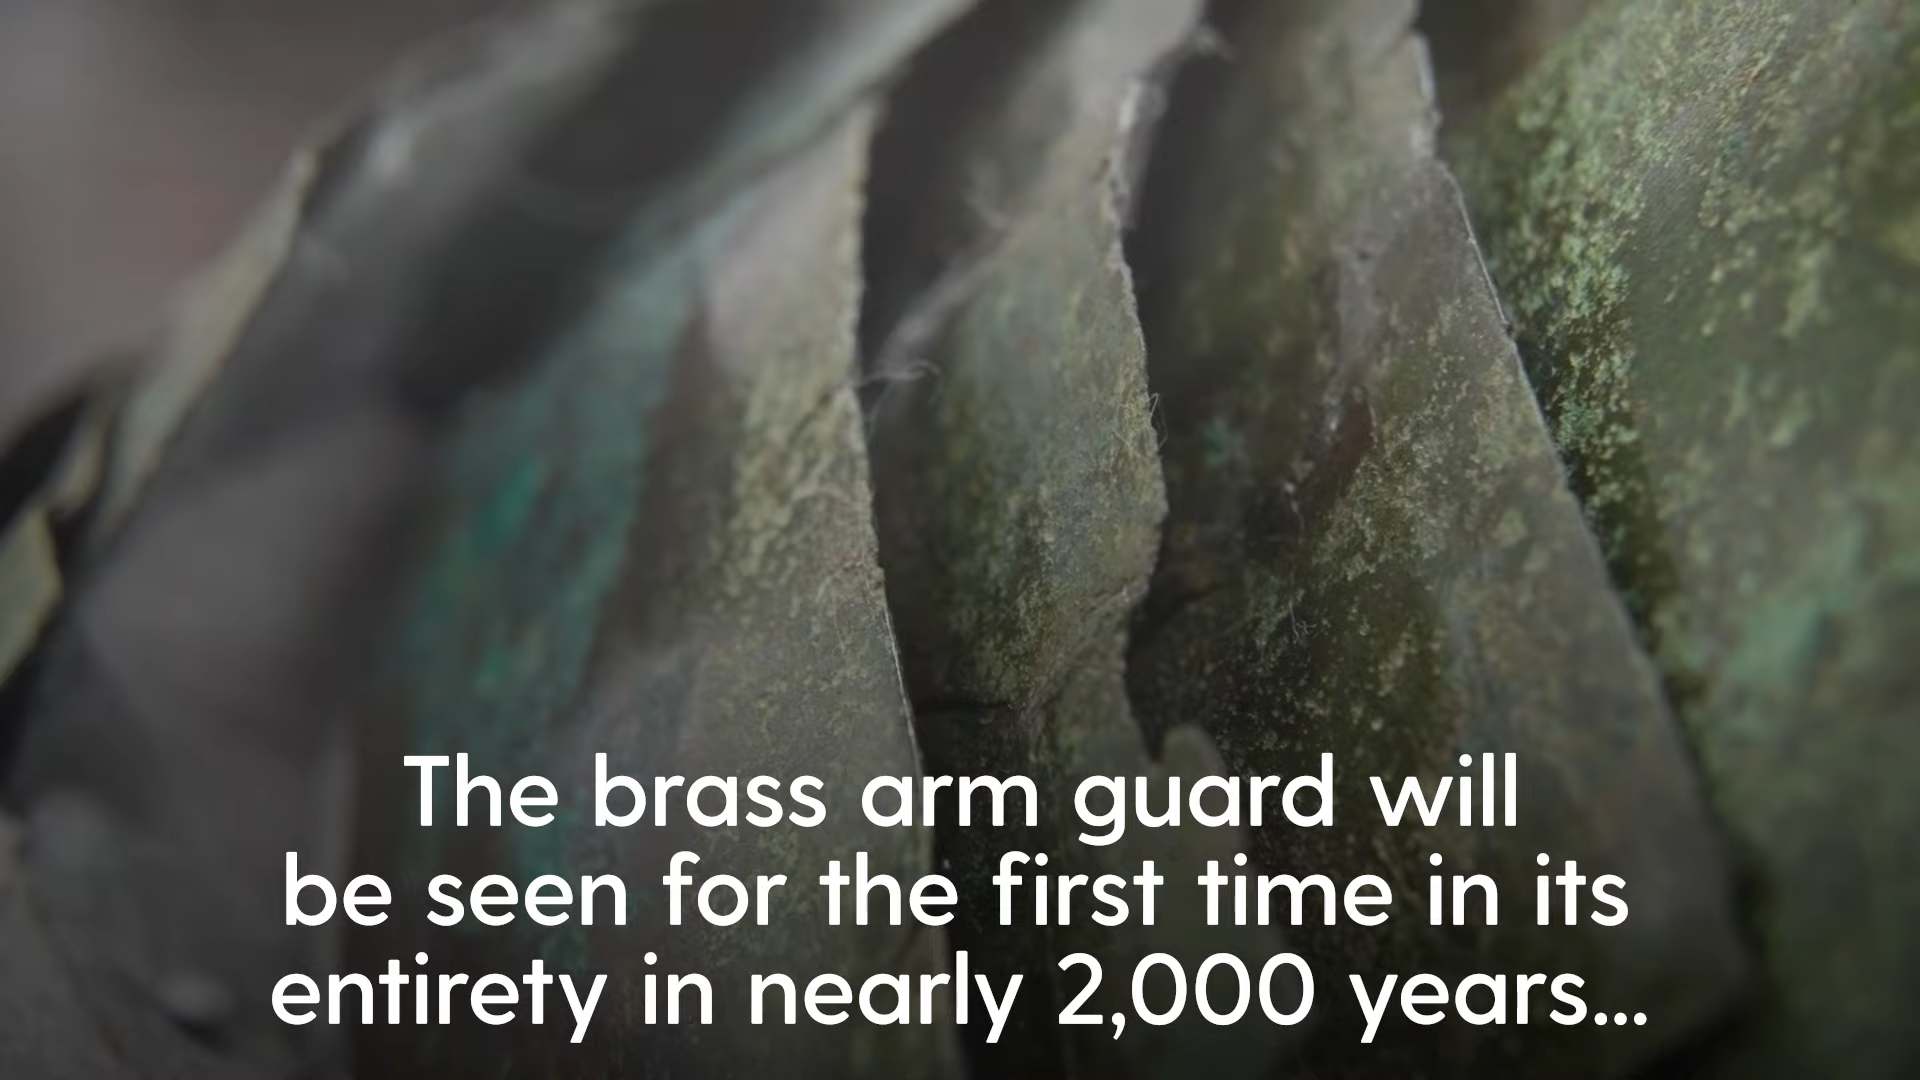 The brass arm guard will
be seen for the first time in its
entirety in nearly 2,000 years...